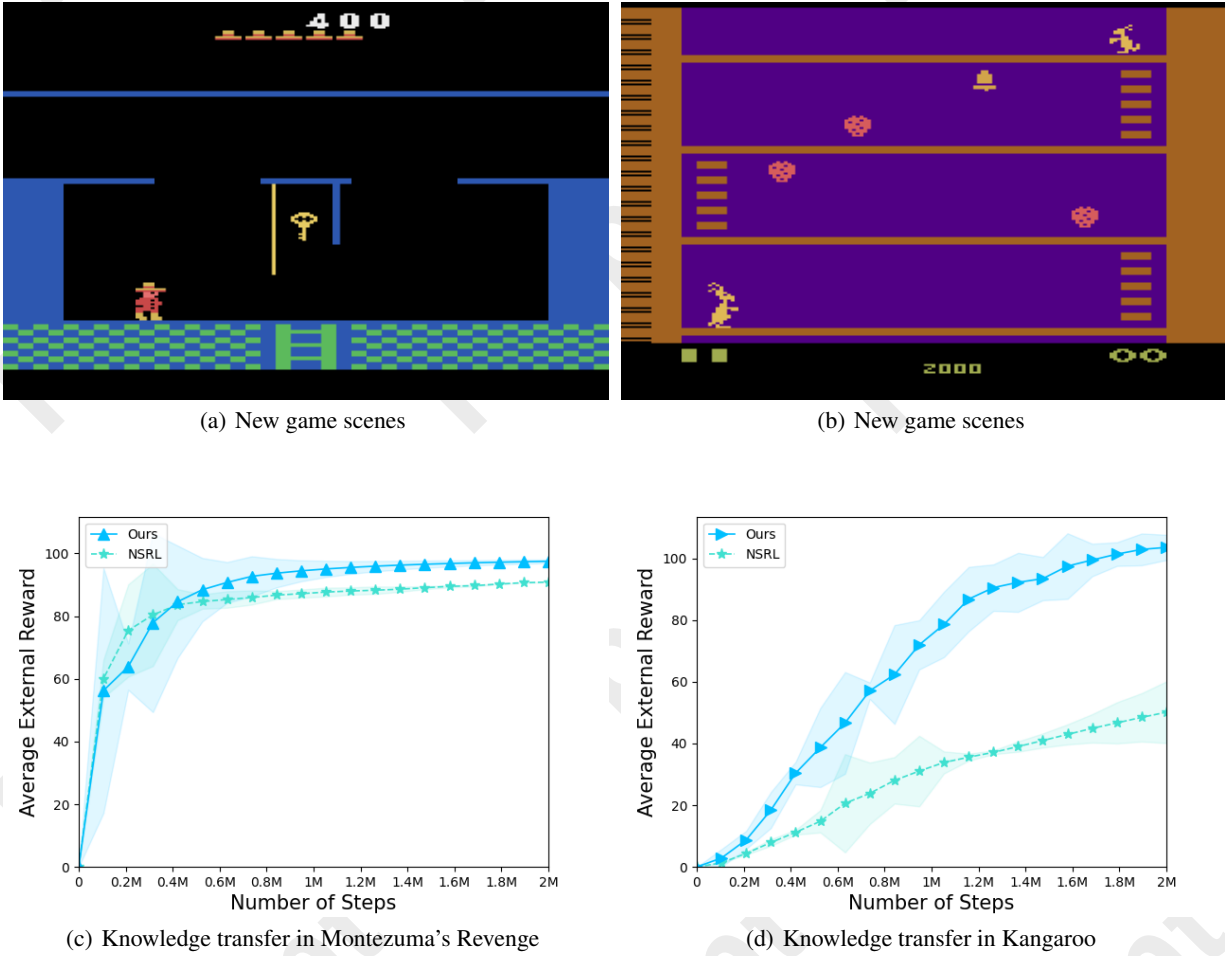 400
2000
(a) New game scenes
(b) New game scenes
Ours
NSRL
100
80
60
40
20
0
Average External Reward
0 0.2M 0.4M 0.6M 0.8M 1M 1.2M 1.4M 1.6M 1.8M 2M
Number of Steps
(c) Knowledge transfer in Montezuma's Revenge
Ours
NSRL
100
80
60
40
20
0
Average External Reward
0 0.2M 0.4M 0.6M 0.8M 1M 1.2M 1.4M 1.6M 1.8M 2M
Number of Steps
(d) Knowledge transfer in Kangaroo